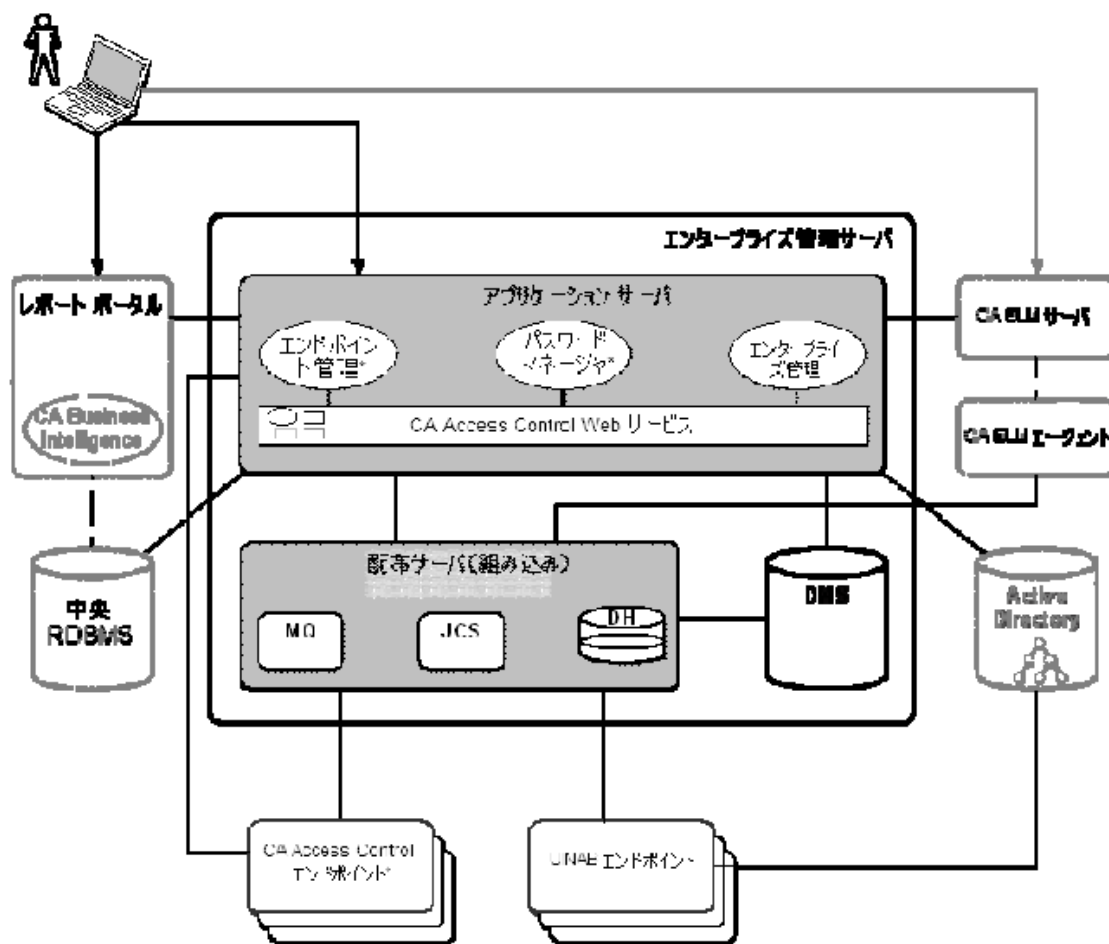 エンタープライズ管理サーバ
レポート ポータル
アプリケーション サーバ
CA ELM サーバ
エンドポイン
ト管理*
パスワード
マネージャ*
エンタープライ
ズ管理
CA Access Control Web サービス
CA Business
Intelligence
CA ELM エージェント
配布サーバ(組み込み)
中央
RDBMS
MQ
JCS
DH
DMS
Active
Directory
CA Access Control
エンドポイント*
UNAB エンドポイント